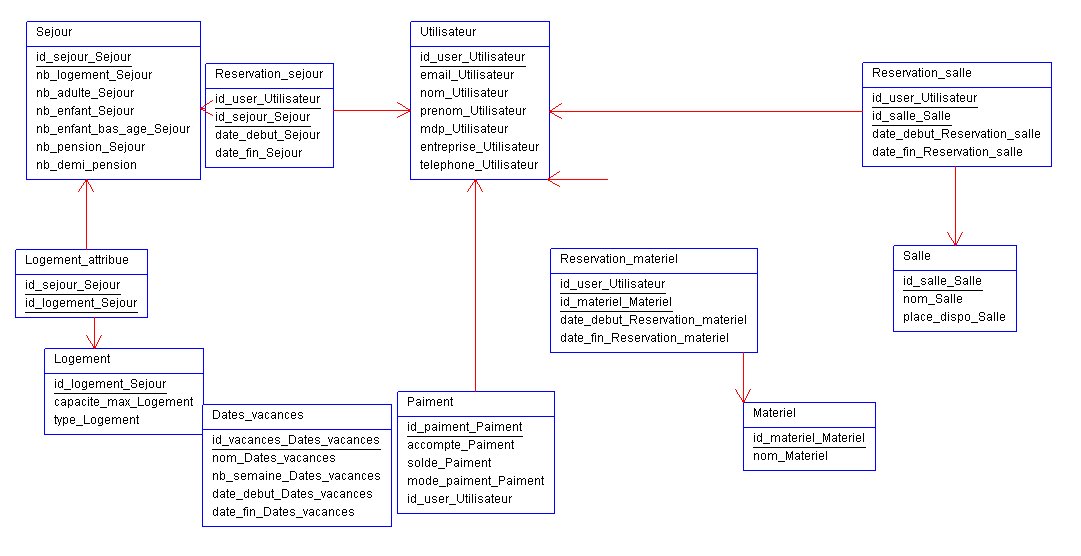 Sejour
id_sejour_Sejour
nb_logement_Sejour
nb_adulte_Sejour
nb_enfant_Sejour
nb_enfant_bas_age_Sejour
nb_pension_Sejour
nb_demi_pension
Reservation_sejour
id_user_Utilisateur
id_sejour_Sejour
date_debut_Sejour
date_fin_Sejour
Utilisateur
id_user_Utilisateur
email_Utilisateur
nom_Utilisateur
prenom_Utilisateur
mdp_Utilisateur
entreprise_Utilisateur
telephone_Utilisateur
Reservation_salle
id_user_Utilisateur
id_salle_Salle
date_debut_Reservation_salle
date_fin_Reservation_salle
Logement_attribue
id_sejour_Sejour
id_logement_Sejour
Reservation_materiel
id_user_Utilisateur
id_materiel_Materiel
date_debut_Reservation_materiel
date_fin_Reservation_materiel
Salle
id_salle_Salle
nom_Salle
place_dispo_Salle
Logement
id_logement_Sejour
capacite_max_Logement
type_Logement
Dates_vacances
id_vacances_Dates_vacances
nom_Dates_vacances
nb_semaine_Dates_vacances
date_debut_Dates_vacances
date_fin_Dates_vacances
Paiment
id_paiment_Paiment
accompte_Paiment
solde_Paiment
mode_paiment_Paiment
id_user_Utilisateur
Materiel
id_materiel_Materiel
nom_Materiel